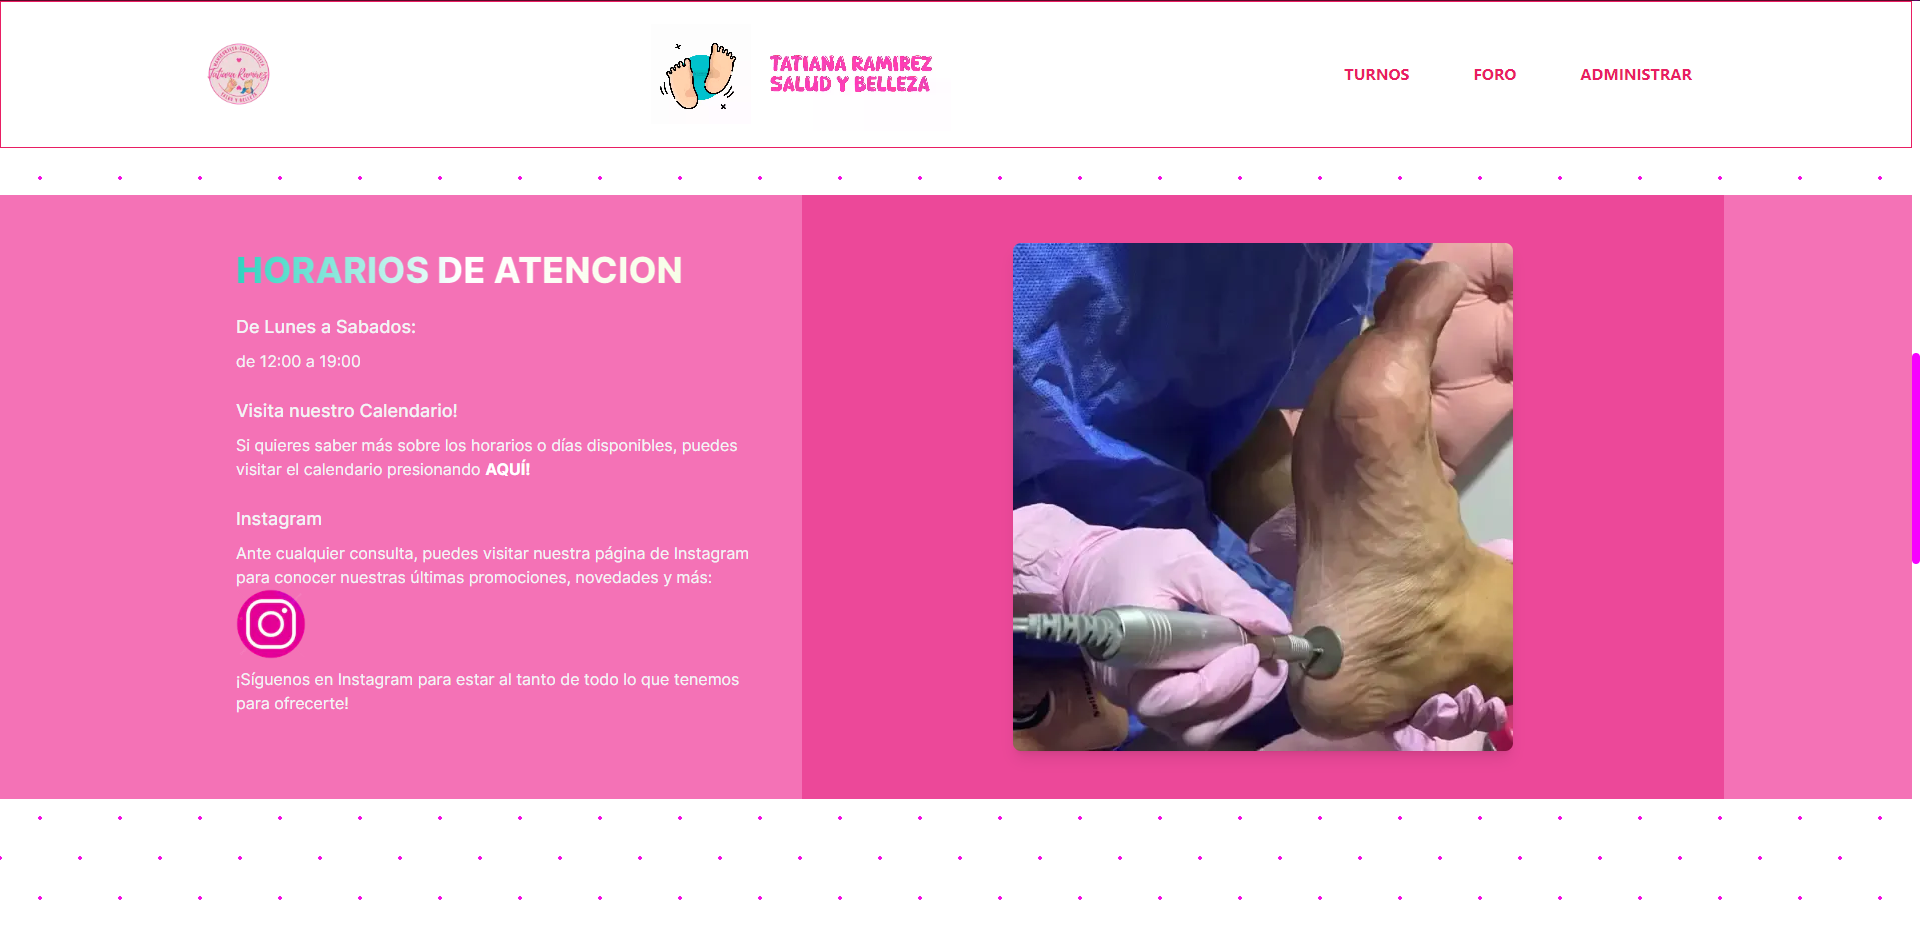 Tatiana Ramirez
SALUD Y BELLEZA
TATIANA RAMIREZ
SALUD Y BELLEZA
TURNOS
FORO
ADMINISTRAR
HORARIOS DE ATENCION
De Lunes a Sabados:
de 12:00 a 19:00
Visita nuestro Calendario!
Si quieres saber más sobre los horarios o días disponibles, puedes
visitar el calendario presionando AQUÍ!
Instagram
Ante cualquier consulta, puedes visitar nuestra página de Instagram
para conocer nuestras últimas promociones, novedades y más:
¡Síguenos en Instagram para estar al tanto de todo lo que tenemos
para ofrecerte!